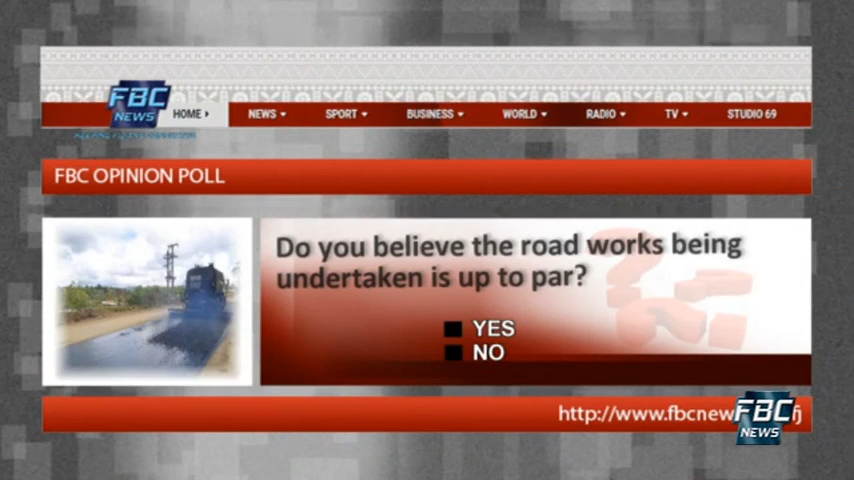 FBC
NEWS
HOME
NEWS
SPORT
BUSINESS
WORLD
RADIO
TV
STUDIO 69
FBC OPINION POLL
Do you believe the road works being
undertaken is up to par?
YES
NO
http://www.fbcnew
FBC
NEWS